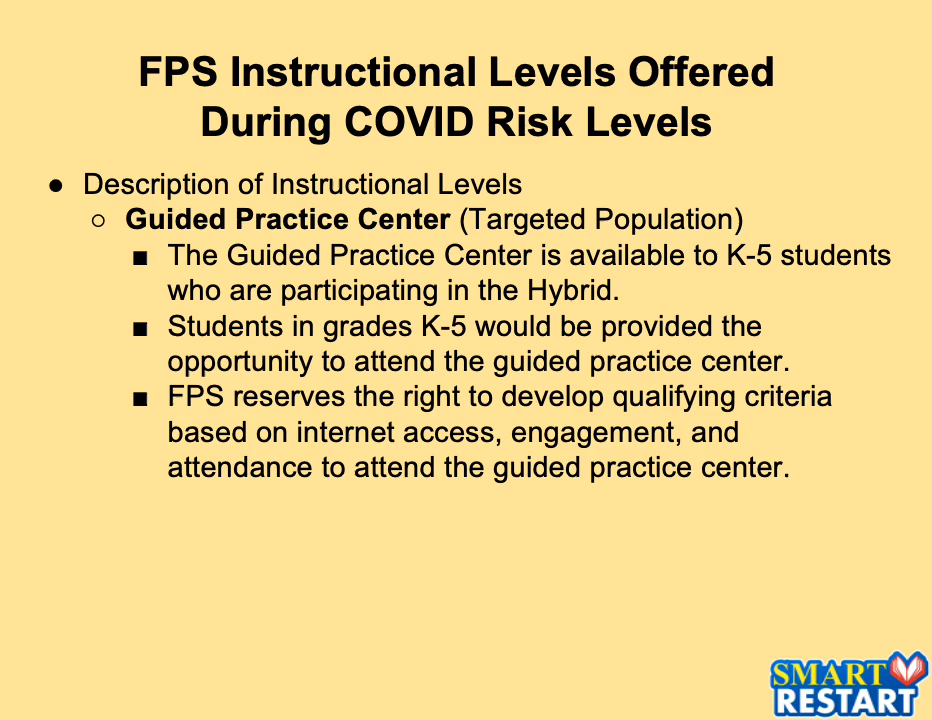 FPS Instructional Levels Offered
During COVID Risk Levels
● Description of Instructional Levels
○ Guided Practice Center (Targeted Population)
■ The Guided Practice Center is available to K-5 students
who are participating in the Hybrid.
■ Students in grades K-5 would be provided the
opportunity to attend the guided practice center.
■ FPS reserves the right to develop qualifying criteria
based on internet access, engagement, and
attendance to attend the guided practice center.
SMART
RESTART